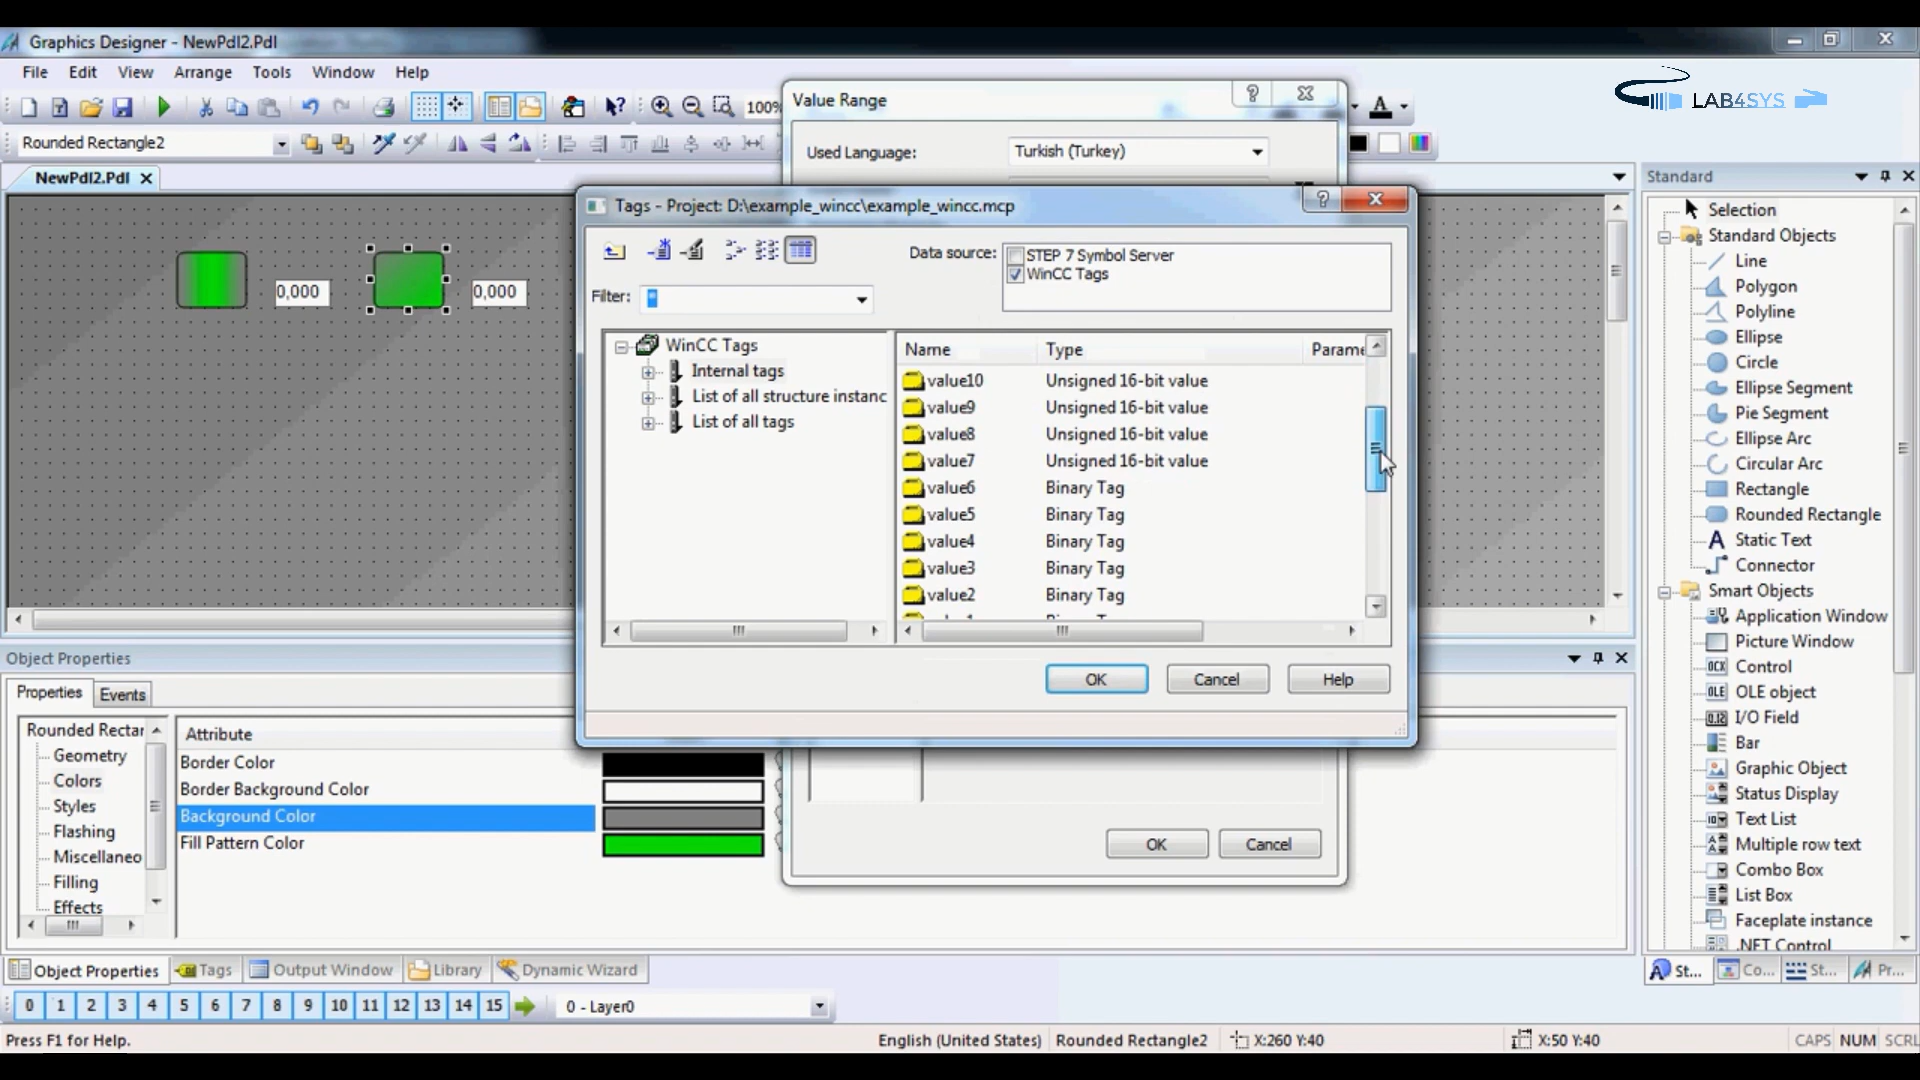 Graphics Designer - NewPdl2.Pdl
File Edit View Arrange Tools Window Help
LAB4SYS
100%
Value Range
Used Language: Turkish (Turkey)
Rounded Rectangle2
NewPdl2.Pdl
0,000
0,000
Tags - Project: D:\example_wincc\example_wincc.mcp
Data source:
STEP 7 Symbol Server
WinCC Tags
Filter: *
WinCC Tags
Internal tags
List of all structure instanc
List of all tags
Name Type Parame
value10 Unsigned 16-bit value
value9 Unsigned 16-bit value
value8 Unsigned 16-bit value
value7 Unsigned 16-bit value
value6 Binary Tag
value5 Binary Tag
value4 Binary Tag
value3 Binary Tag
value2 Binary Tag
OK Cancel Help
OK Cancel
Standard
Selection
Standard Objects
Line
Polygon
Polyline
Ellipse
Circle
Ellipse Segment
Pie Segment
Ellipse Arc
Circular Arc
Rectangle
Rounded Rectangle
Static Text
Connector
Smart Objects
Application Window
Picture Window
Control
OLE object
I/O Field
Bar
Graphic Object
Status Display
Text List
Multiple row text
Combo Box
List Box
Faceplate instance
.NET Control
St... Co... St... Pr...
Object Properties
Properties Events
Rounded Rectar
Geometry
Colors
Styles
Flashing
Miscellaneo
Filling
Effects
Attribute
Border Color
Border Background Color
Background Color
Fill Pattern Color
Object Properties Tags Output Window Library Dynamic Wizard
0 1 2 3 4 5 6 7 8 9 10 11 12 13 14 15 0 - Layer0
Press F1 for Help. English (United States) Rounded Rectangle2 X:260 Y:40 X:50 Y:40 CAPS NUM SCRL